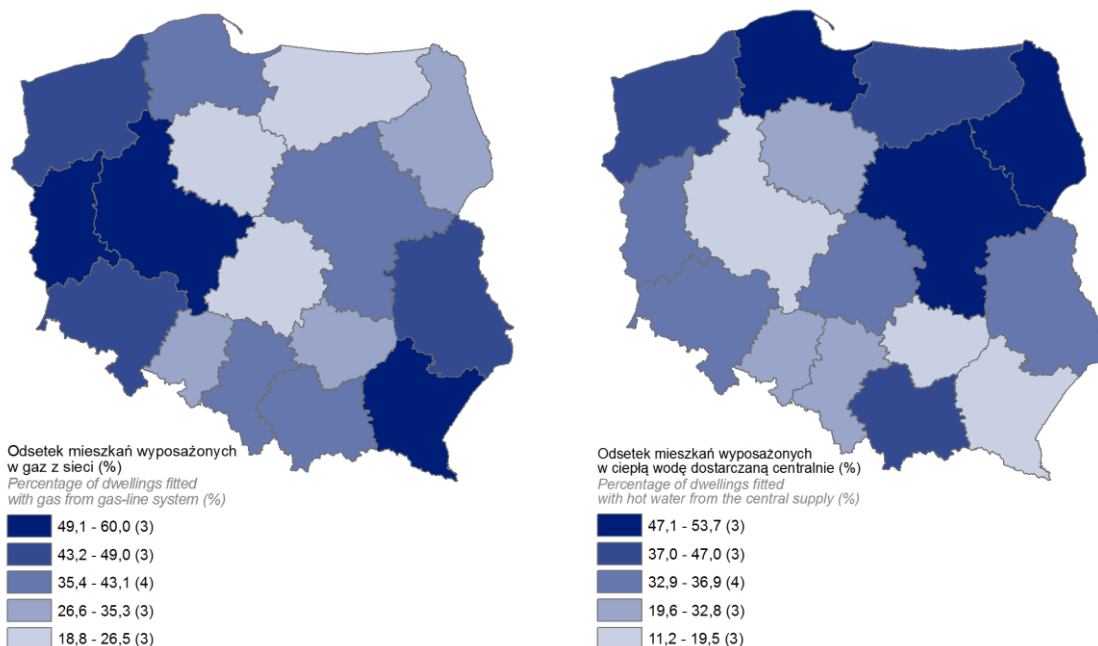 Odsetek mieszkań wyposażonych
w gaz z sieci (%)
Percentage of dwellings fitted
with gas from gas-line system (%)
49,1 - 60,0 (3)
43,2 - 49,0 (3)
35,4 - 43,1 (4)
26,6 - 35,3 (3)
18,8 - 26,5 (3)
Odsetek mieszkań wyposażonych
w ciepłą wodę dostarczaną centralnie (%)
Percentage of dwellings fitted
with hot water from the central supply (%)
47,1 - 53,7 (3)
37,0 - 47,0 (3)
32,9 - 36,9 (4)
19,6 - 32,8 (3)
11,2 - 19,5 (3)